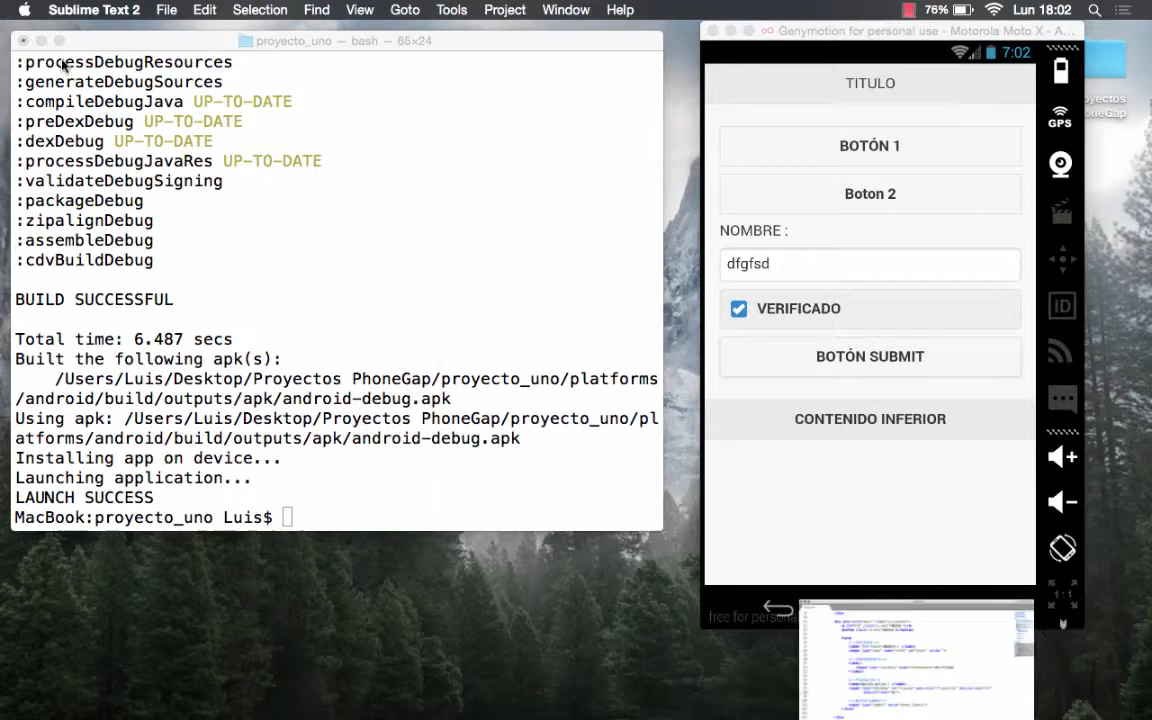 Sublime Text 2 File Edit Selection Find View Goto Tools Project Window Help 76% Lun 18:02
proyecto_uno — bash — 65×24
:processDebugResources
:generateDebugSources
:compileDebugJava UP-TO-DATE
:preDexDebug UP-TO-DATE
:dexDebug UP-TO-DATE
:processDebugJavaRes UP-TO-DATE
:validateDebugSigning
:packageDebug
:zipalignDebug
:assembleDebug
:cdvBuildDebug
BUILD SUCCESSFUL
Total time: 6.487 secs
Built the following apk(s):
/Users/Luis/Desktop/Proyectos PhoneGap/proyecto_uno/platforms
/android/build/outputs/apk/android-debug.apk
Using apk: /Users/Luis/Desktop/Proyectos PhoneGap/proyecto_uno/pl
atforms/android/build/outputs/apk/android-debug.apk
Installing app on device...
Launching application...
LAUNCH SUCCESS
MacBook:proyecto_uno Luis$
Genymotion for personal use - Motorola Moto X - A...
7:02
TITULO
BOTÓN 1
Boton 2
NOMBRE :
dfgfsd
VERIFICADO
BOTÓN SUBMIT
CONTENIDO INFERIOR
free for persona
GPS
ID
1:1
yectos
oneGap